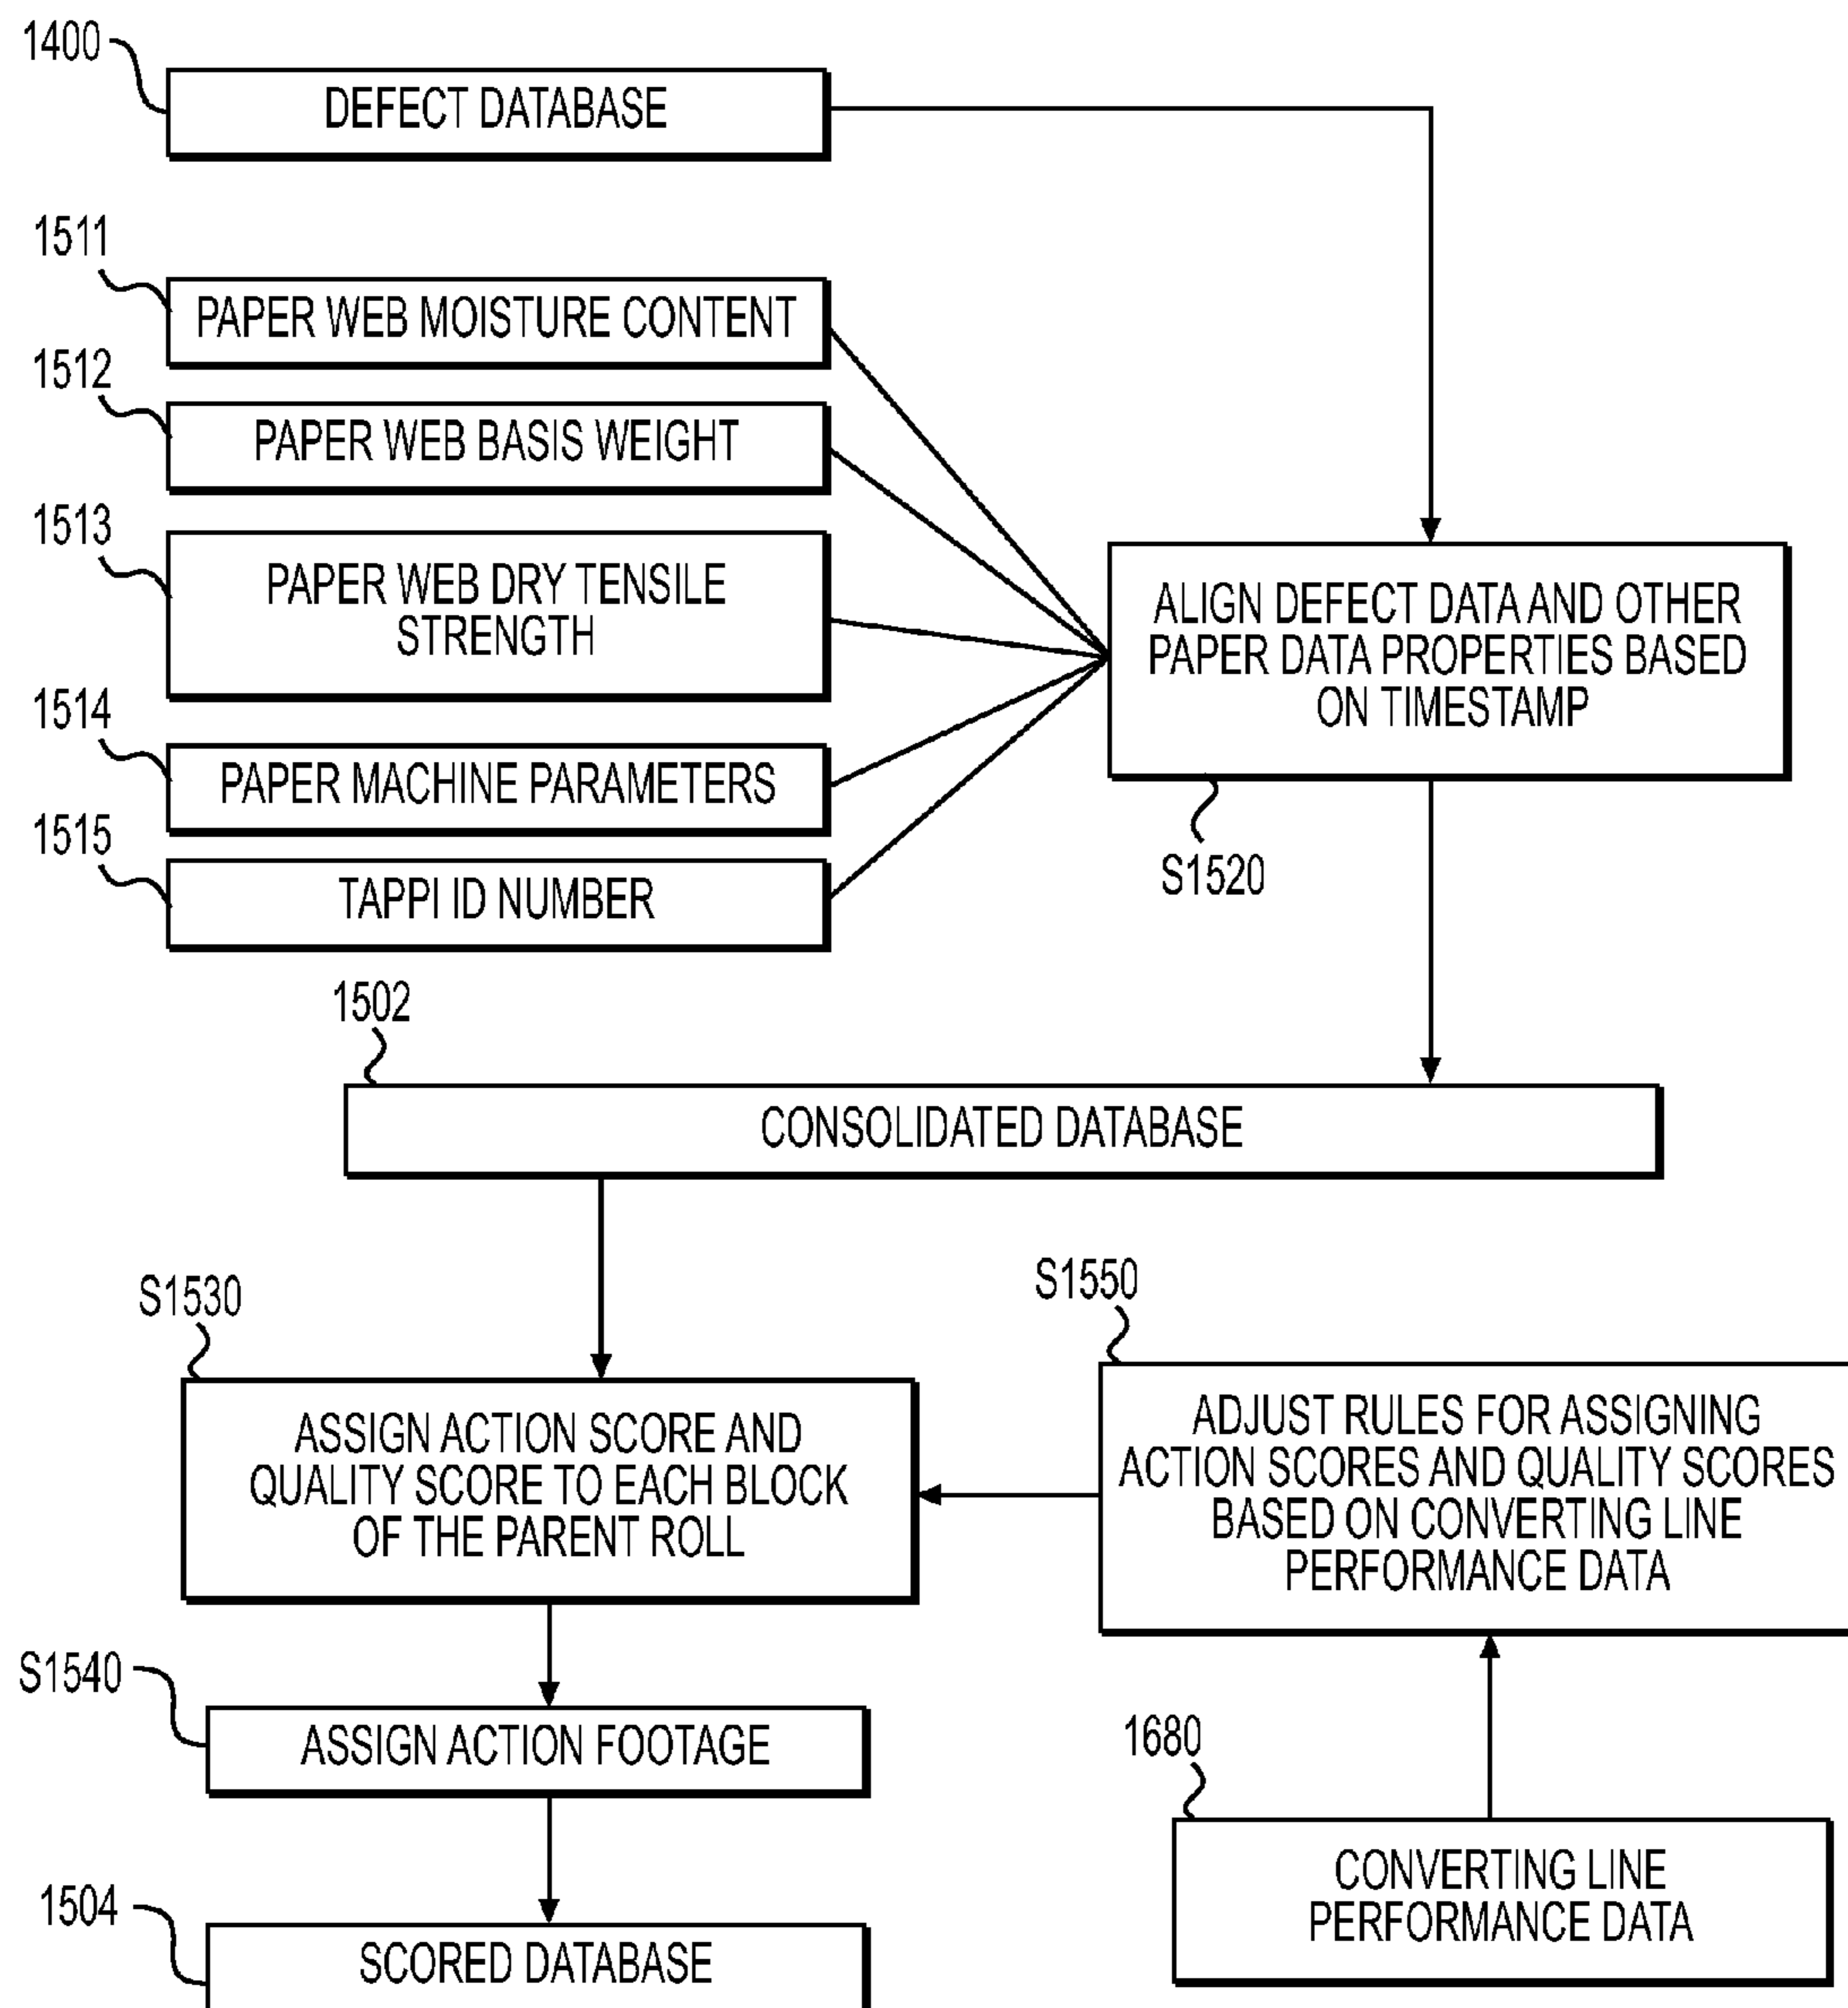 1400
DEFECT DATABASE
1511
PAPER WEB MOISTURE CONTENT
1512
PAPER WEB BASIS WEIGHT
1513
PAPER WEB DRY TENSILE
STRENGTH
1514
PAPER MACHINE PARAMETERS
1515
TAPPI ID NUMBER
ALIGN DEFECT DATA AND OTHER
PAPER DATA PROPERTIES BASED
ON TIMESTAMP
S1520
1502
CONSOLIDATED DATABASE
S1530
ASSIGN ACTION SCORE AND
QUALITY SCORE TO EACH BLOCK
OF THE PARENT ROLL
S1550
ADJUST RULES FOR ASSIGNING
ACTION SCORES AND QUALITY SCORES
BASED ON CONVERTING LINE
PERFORMANCE DATA
S1540
ASSIGN ACTION FOOTAGE
1680
CONVERTING LINE
PERFORMANCE DATA
1504
SCORED DATABASE